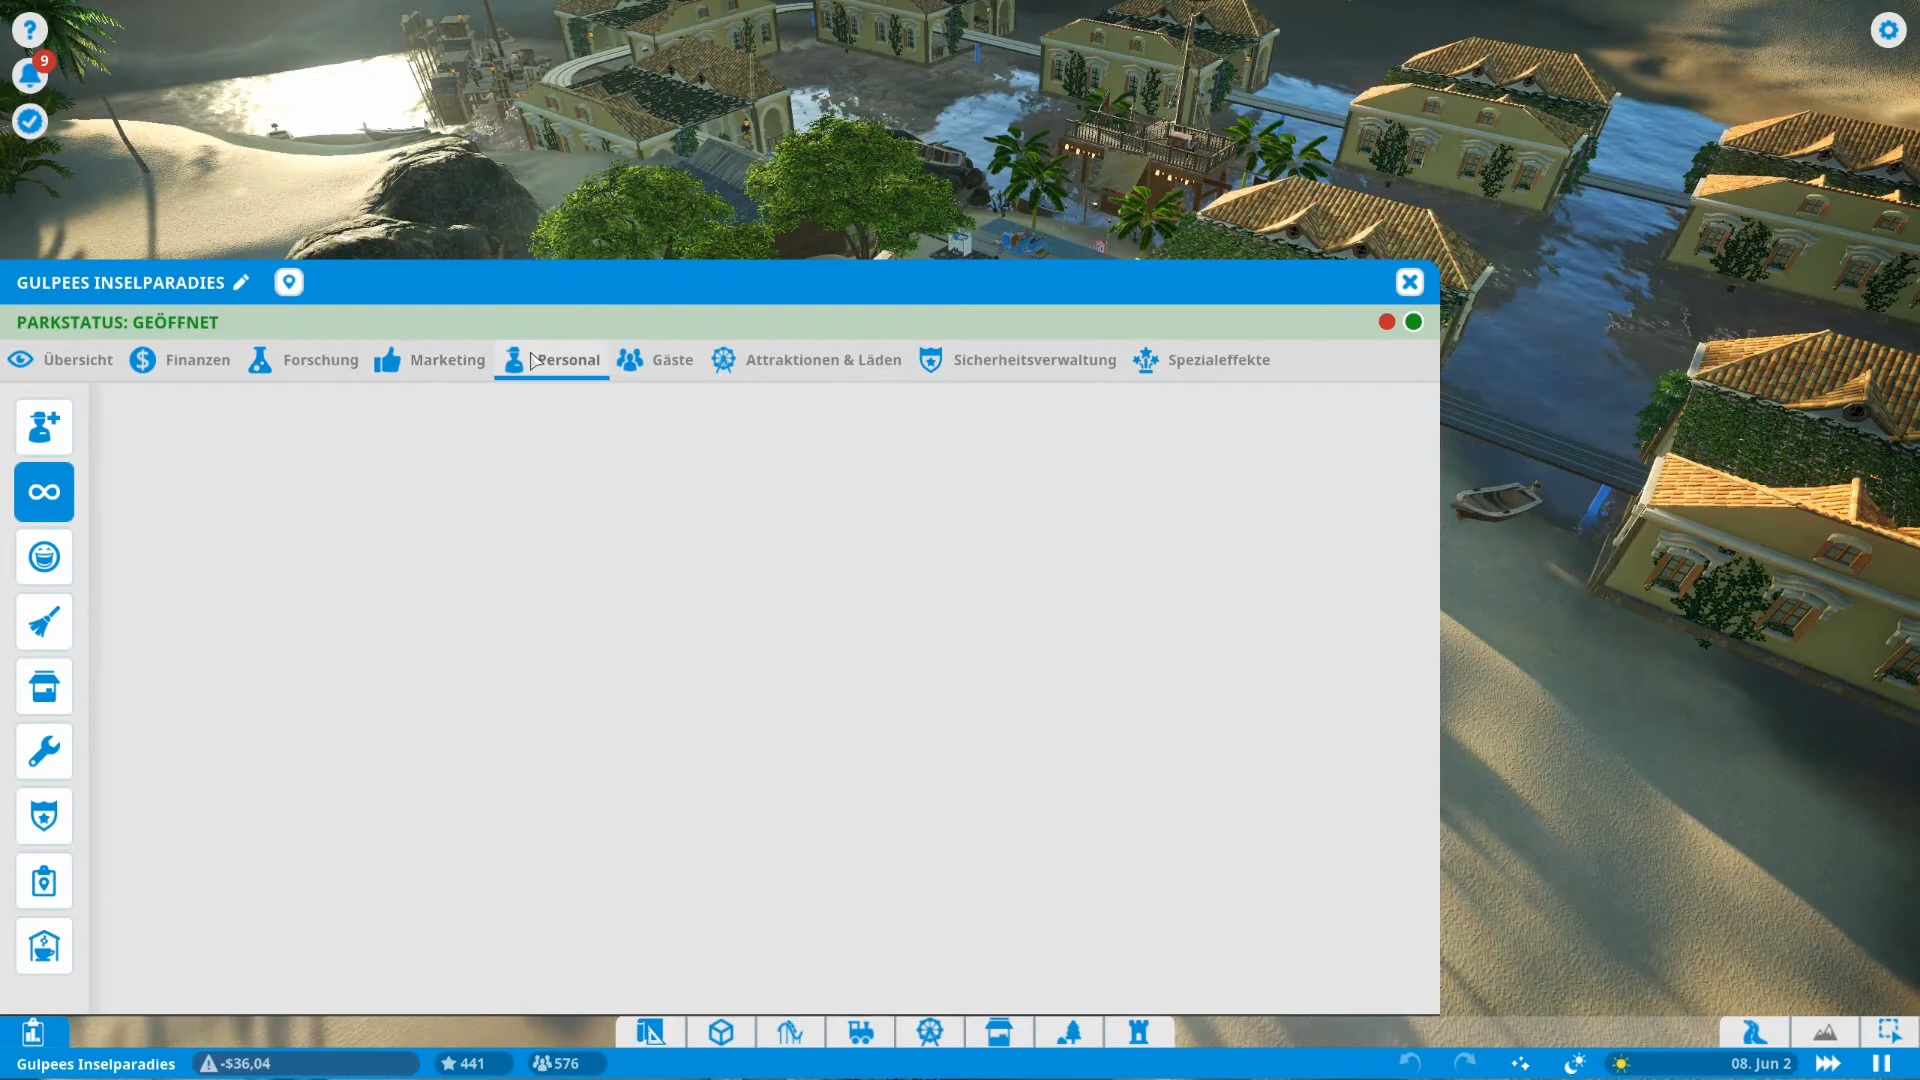 ?
9
GULPEES INSELPARADIES
PARKSTATUS: GEÖFFNET
Übersicht Finanzen Forschung Marketing Personal Gäste Attraktionen & Läden Sicherheitsverwaltung Spezialeffekte
Gulpees Inselparadies -$36,04 441 576 08. Jun 2